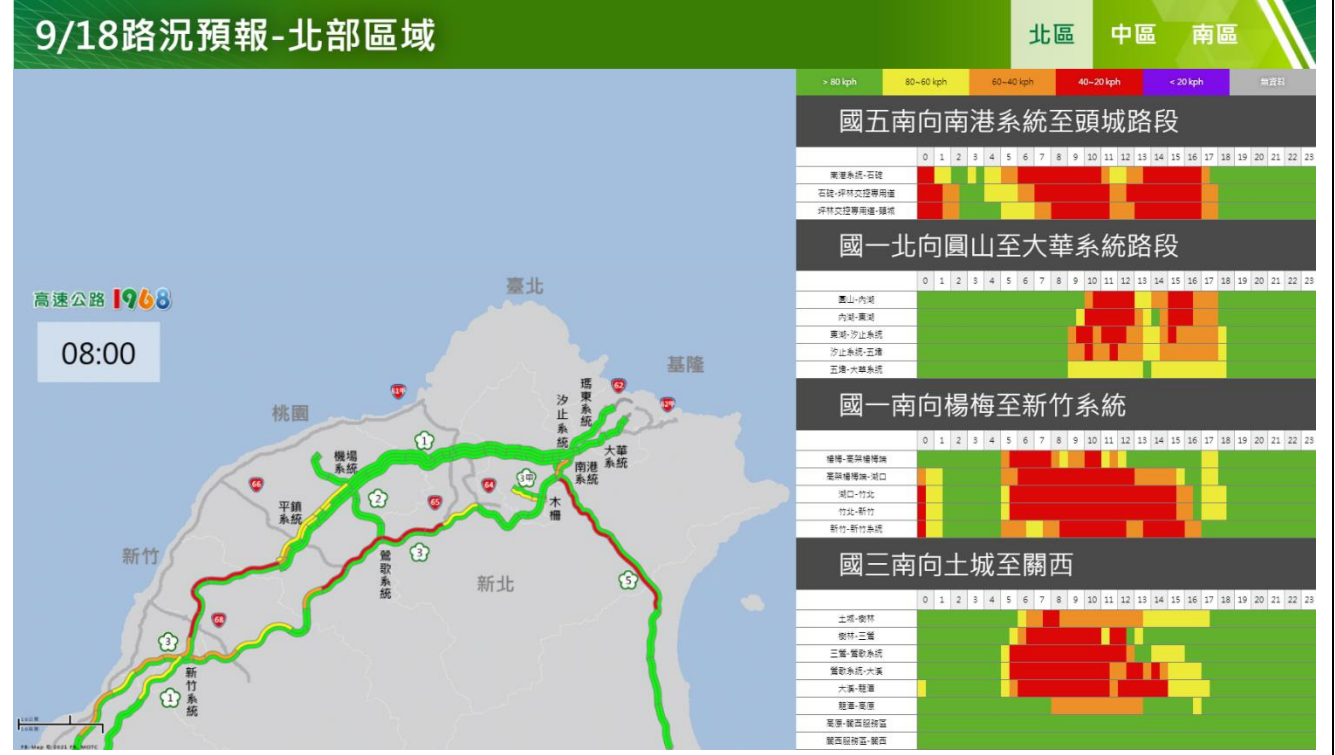 9/18路況預報-北部區域
北區 中區 南區
> 80 kph 80~60 kph 60~40 kph 40~20 kph < 20 kph 無資料
國五南向南港系統至頭城路段
0 1 2 3 4 5 6 7 8 9 10 11 12 13 14 15 16 17 18 19 20 21 22 23
南港系統-石碇
石碇-坪林交控專用道
坪林交控專用道-頭城
國一北向圓山至大華系統路段
0 1 2 3 4 5 6 7 8 9 10 11 12 13 14 15 16 17 18 19 20 21 22 23
圓山-內湖
內湖-東湖
東湖-汐止系統
汐止系統-五堵
五堵-大華系統
國一南向楊梅至新竹系統
0 1 2 3 4 5 6 7 8 9 10 11 12 13 14 15 16 17 18 19 20 21 22 23
楊梅-高架楊梅端
高架楊梅端-湖口
湖口-竹北
竹北-新竹
新竹-新竹系統
國三南向土城至關西
0 1 2 3 4 5 6 7 8 9 10 11 12 13 14 15 16 17 18 19 20 21 22 23
土城-樹林
樹林-三鶯
三鶯-鶯歌系統
鶯歌系統-大溪
大溪-龍潭
龍潭-高原
高原-關西服務區
關西服務區-關西
高速公路 1968
08:00
臺北
基隆
桃園
新竹
新北
瑪東系統
汐止系統
大華系統
南港系統
木柵
機場系統
平鎮系統
鶯歌系統
新竹系統
61甲
62
62甲
1
3甲
64
65
66
2
3
5
68
3
1